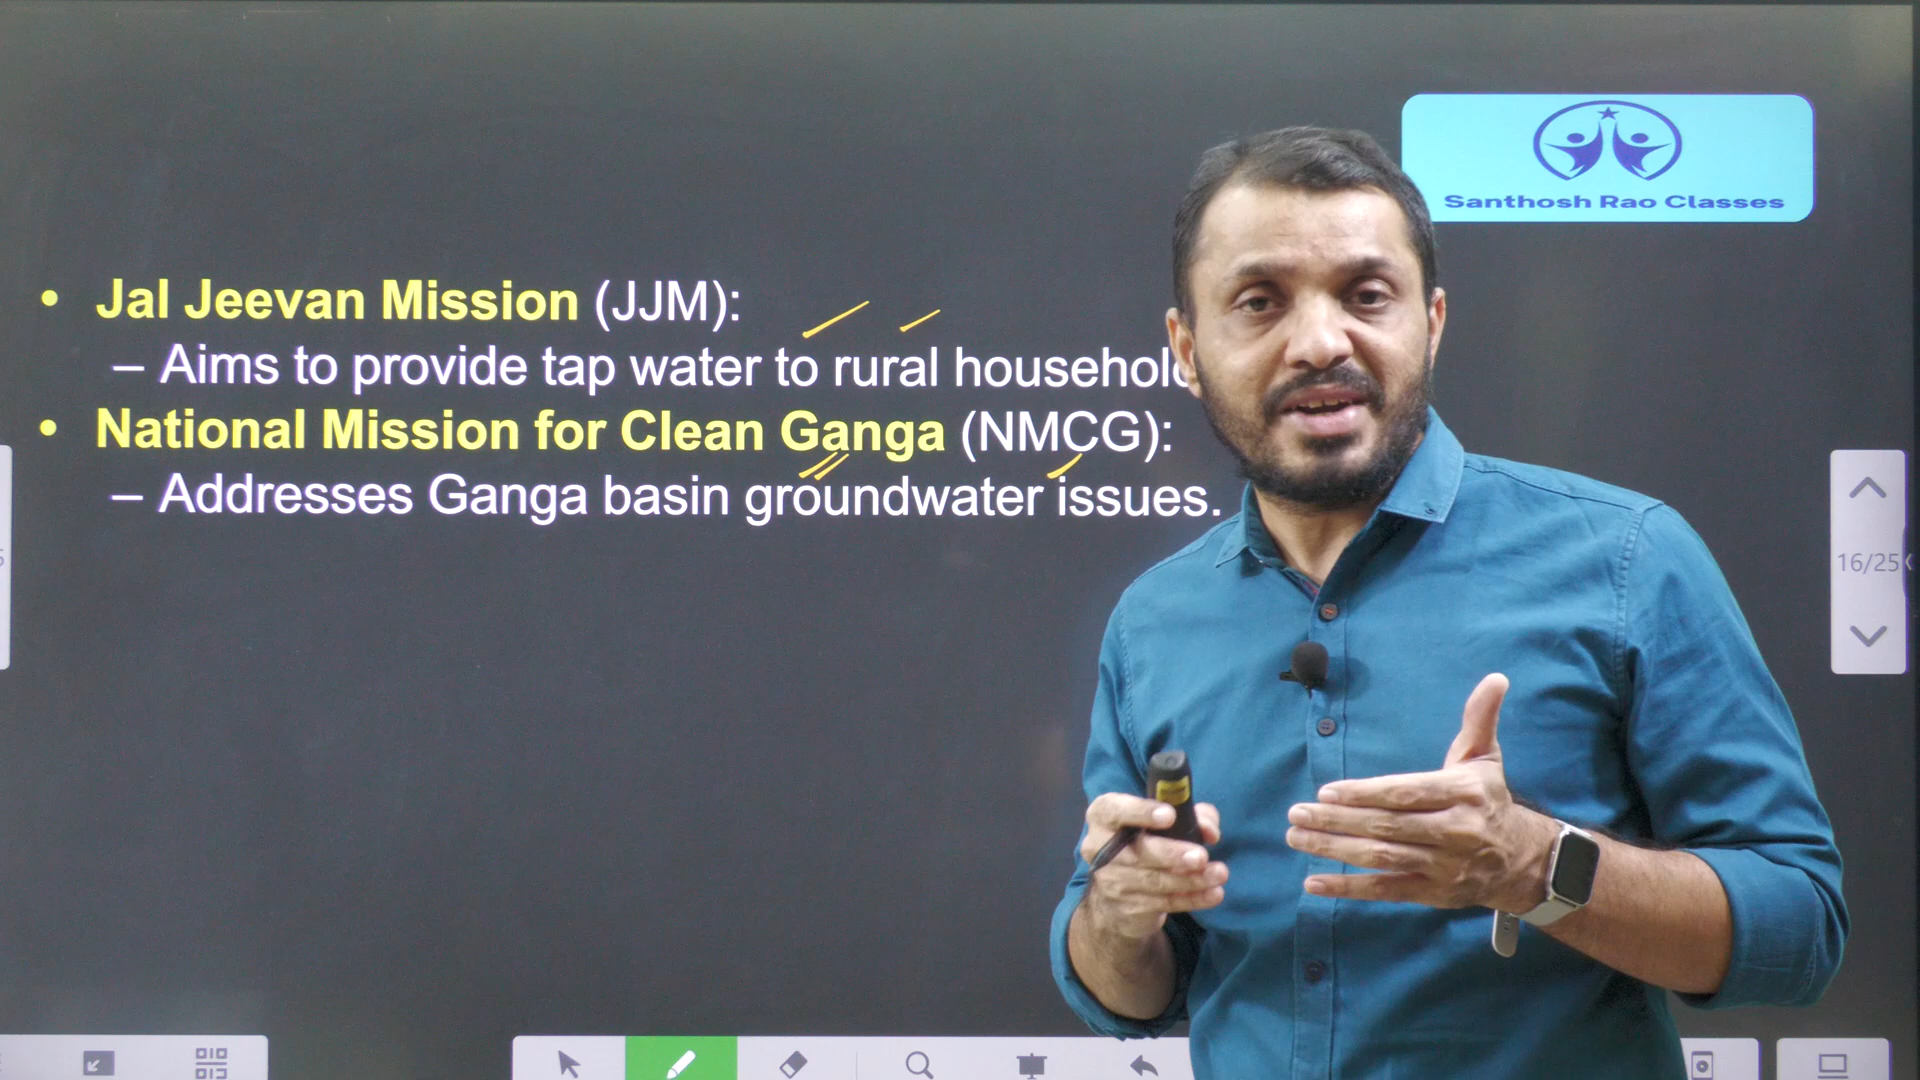 Santhosh Rao Classes
• Jal Jeevan Mission (JJM):
– Aims to provide tap water to rural
• National Mission for Clean Ganga (NMCG):
– Addresses Ganga basin groundwater issues.
16/25